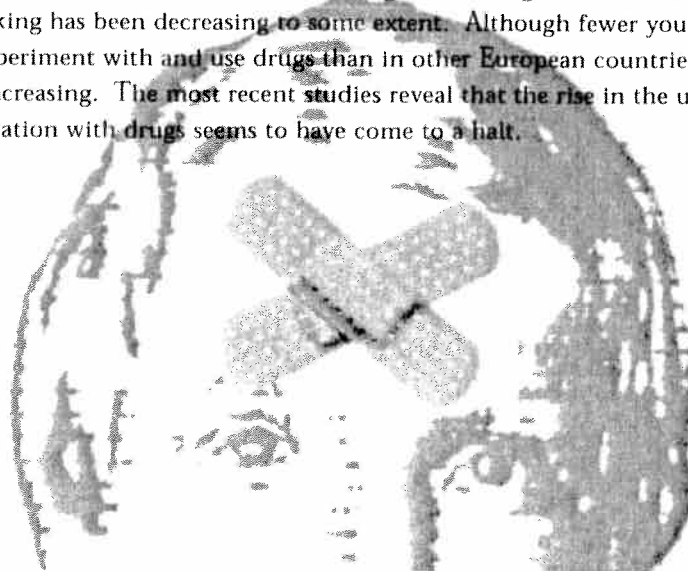 king has been decreasing to some extent. Although fewer you
periment with and use drugs than in other European countrie
creasing. The most recent studies reveal that the rise in the u
ation with drugs seems to have come to a halt.